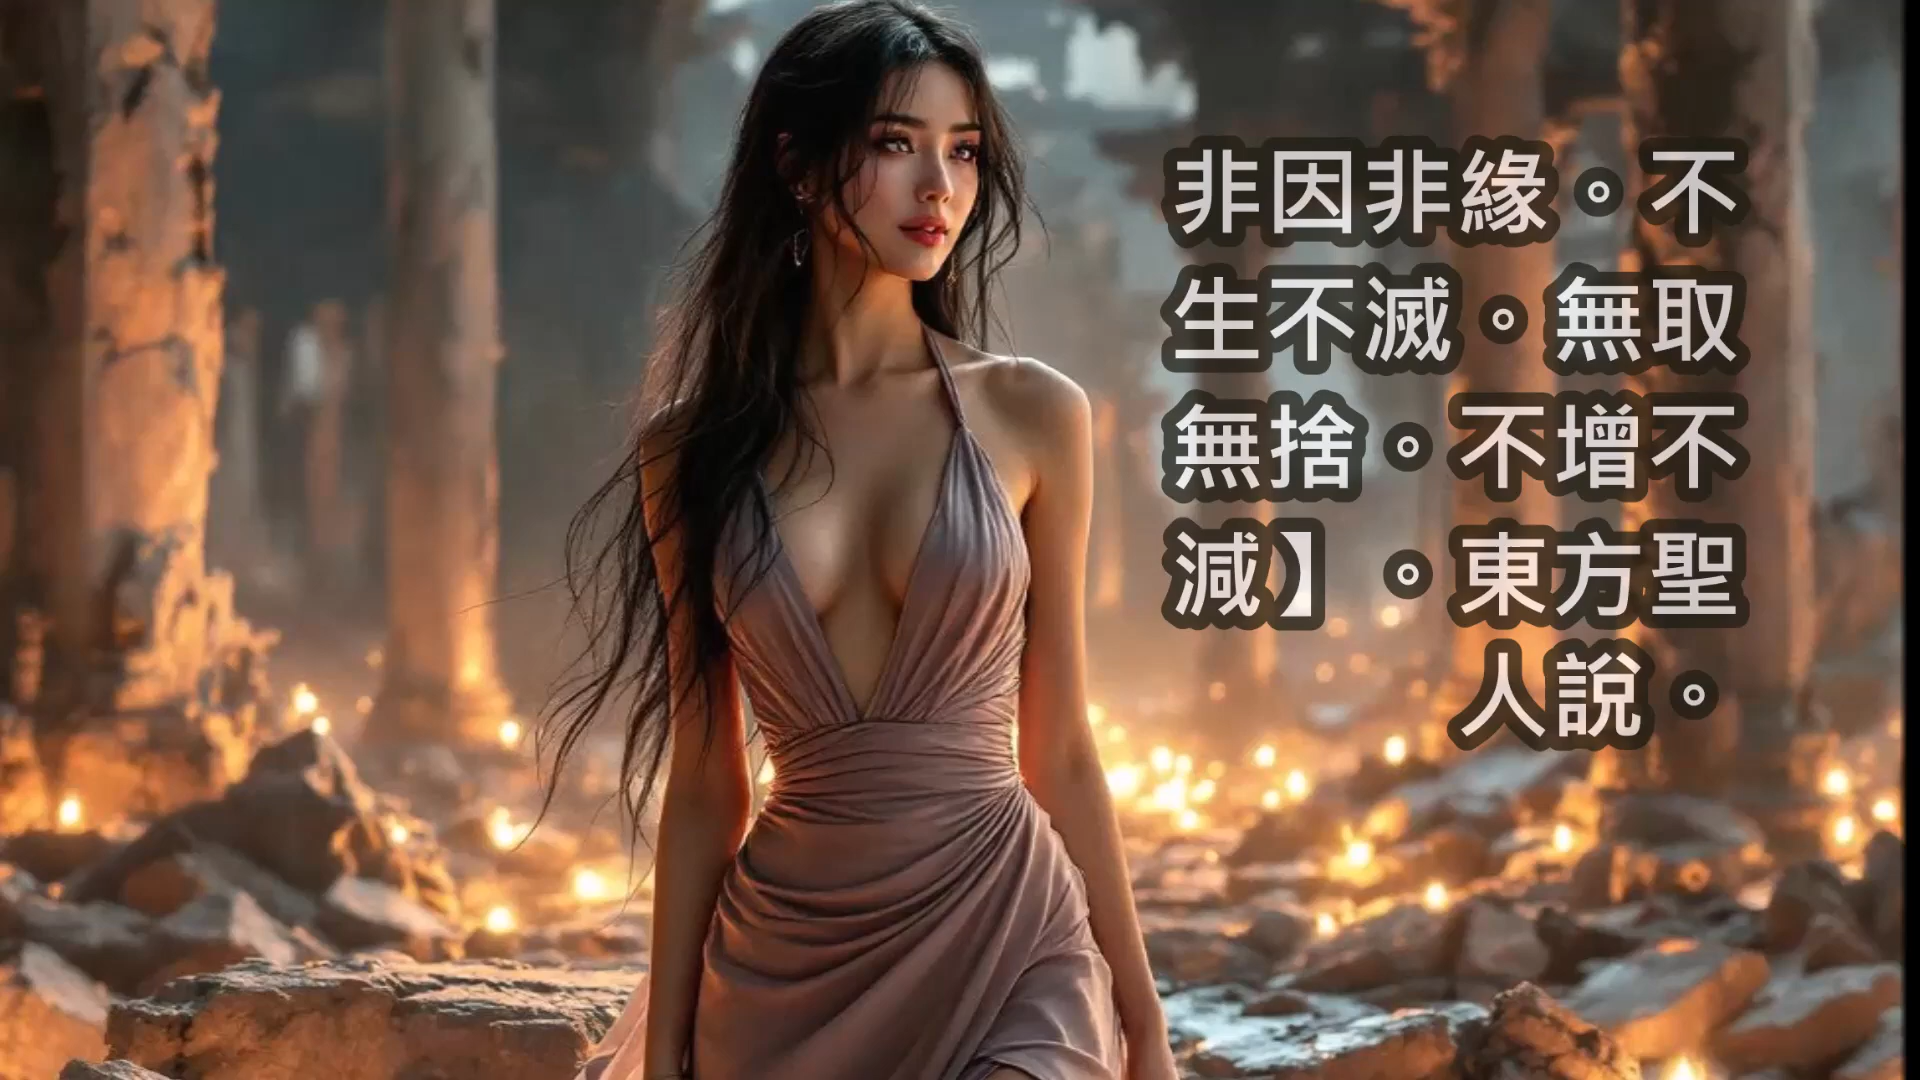 非因非緣。不
生不滅。無取
無捨。不增不
減】。東方聖
人說。